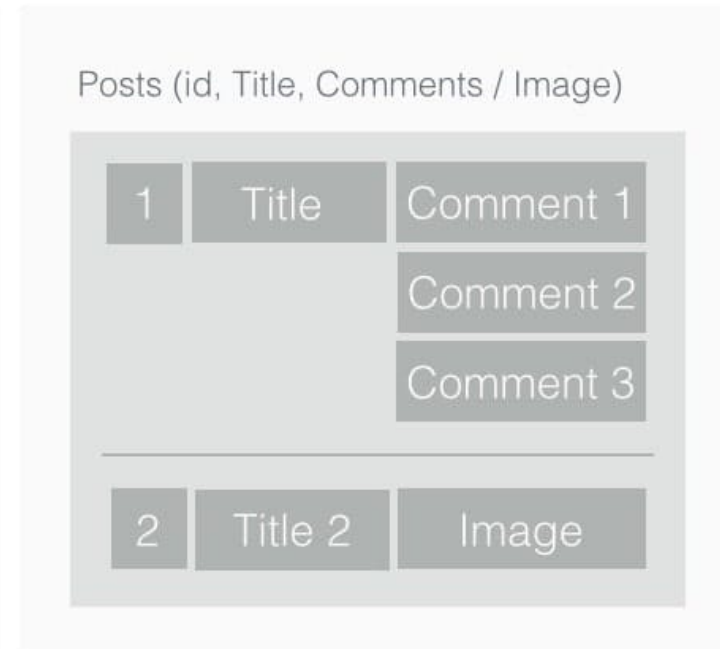 Posts (id, Title, Comments / Image)
1 Title Comment 1
Comment 2
Comment 3
2 Title 2 Image